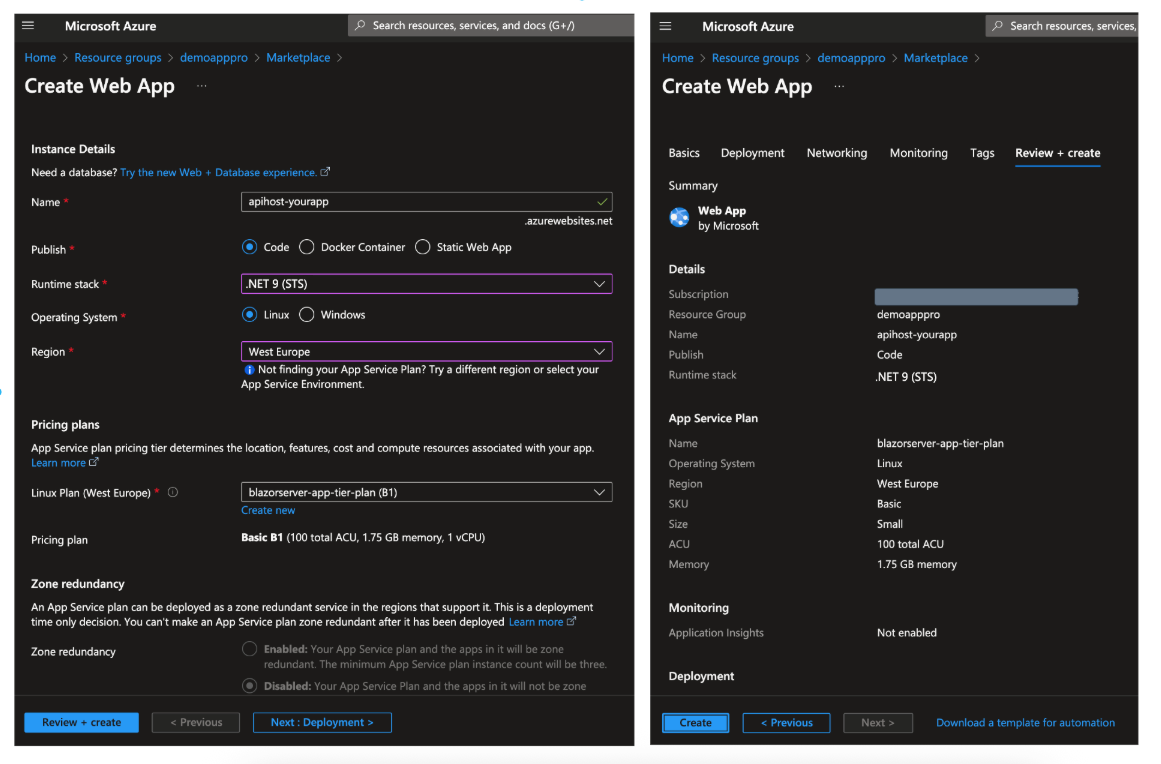 Microsoft Azure
Search resources, services, and docs (G+/)
Home > Resource groups > demoapppro > Marketplace >
Create Web App ...
Instance Details
Need a database? Try the new Web + Database experience.
Name *
apihost-yourapp
.azurewebsites.net
Publish *
Code Docker Container Static Web App
Runtime stack *
.NET 9 (STS)
Operating System *
Linux Windows
Region *
West Europe
Not finding your App Service Plan? Try a different region or select your
App Service Environment.
Pricing plans
App Service plan pricing tier determines the location, features, cost and compute resources associated with your app.
Learn more
Linux Plan (West Europe) *
blazorserver-app-tier-plan (B1)
Create new
Pricing plan
Basic B1 (100 total ACU, 1.75 GB memory, 1 vCPU)
Zone redundancy
An App Service plan can be deployed as a zone redundant service in the regions that support it. This is a deployment
time only decision. You can't make an App Service plan zone redundant after it has been deployed Learn more
Zone redundancy
Enabled: Your App Service plan and the apps in it will be zone
redundant. The minimum App Service plan instance count will be three.
Disabled: Your App Service Plan and the apps in it will not be zone
Review + create
< Previous
Next : Deployment >
Microsoft Azure
Search resources, services,
Home > Resource groups > demoapppro > Marketplace >
Create Web App ...
Basics Deployment Networking Monitoring Tags Review + create
Summary
Web App
by Microsoft
Details
Subscription
Resource Group demoapppro
Name apihost-yourapp
Publish Code
Runtime stack .NET 9 (STS)
App Service Plan
Name blazorserver-app-tier-plan
Operating System Linux
Region West Europe
SKU Basic
Size Small
ACU 100 total ACU
Memory 1.75 GB memory
Monitoring
Application Insights Not enabled
Deployment
Create
< Previous
Next >
Download a template for automation